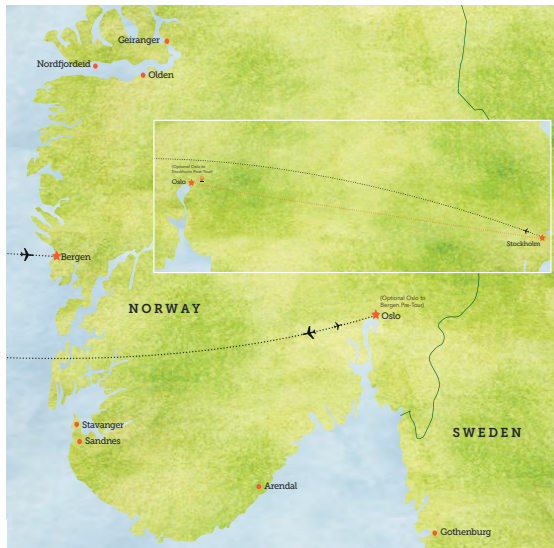 Geiranger
Nordfjordeid
Olden
(Optional Oslo to
Stockholm Pre-Tour)
Oslo
Stockholm
Bergen
(Optional Oslo to
Bergen Pre-Tour)
NORWAY
Oslo
Stavanger
SWEDEN
Sandnes
Arendal
Gothenburg